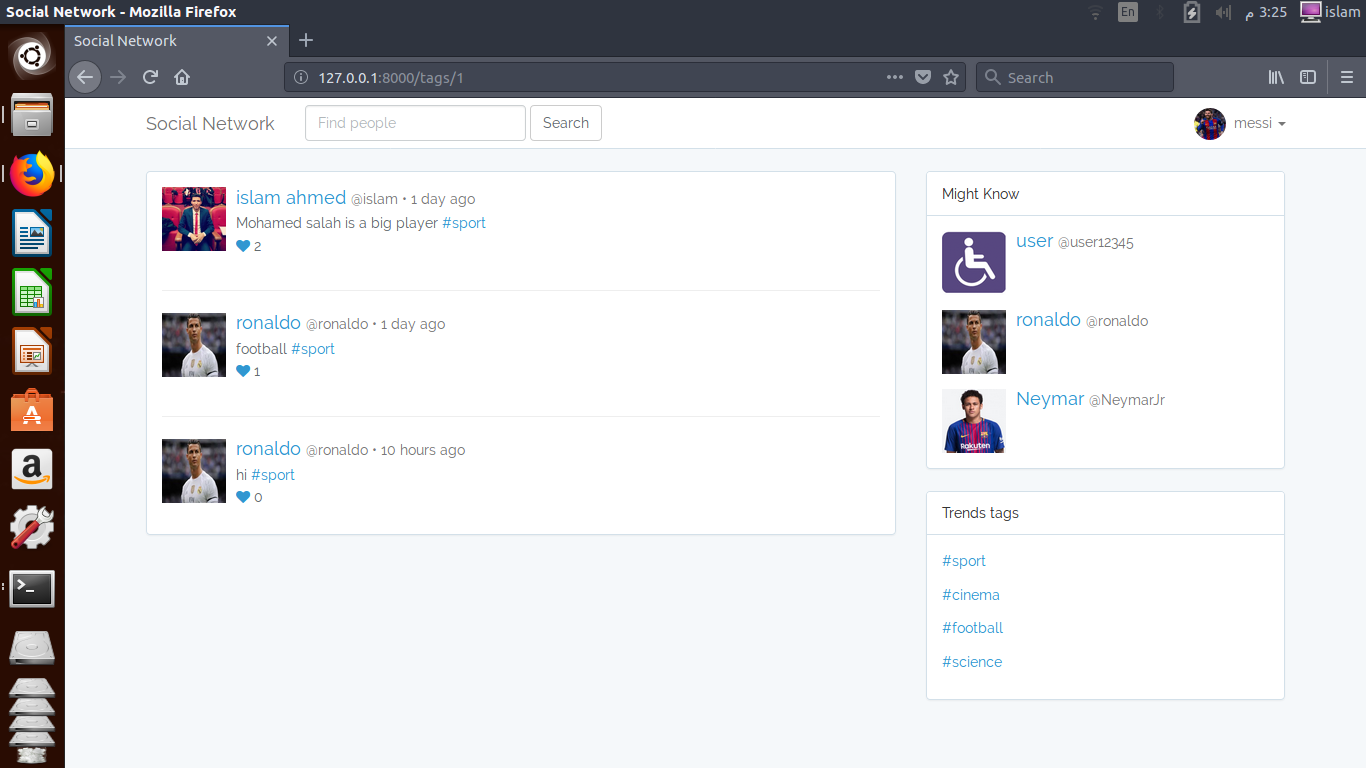 Social Network - Mozilla Firefox
En
3:25 م
islam
Social Network
127.0.0.1:8000/tags/1
Search
Social Network
Find people
Search
messi
islam ahmed @islam • 1 day ago
Mohamed salah is a big player #sport
2
ronaldo @ronaldo • 1 day ago
football #sport
1
ronaldo @ronaldo • 10 hours ago
hi #sport
0
Might Know
user @user12345
ronaldo @ronaldo
Neymar @NeymarJr
Rakuten
Trends tags
#sport
#cinema
#football
#science